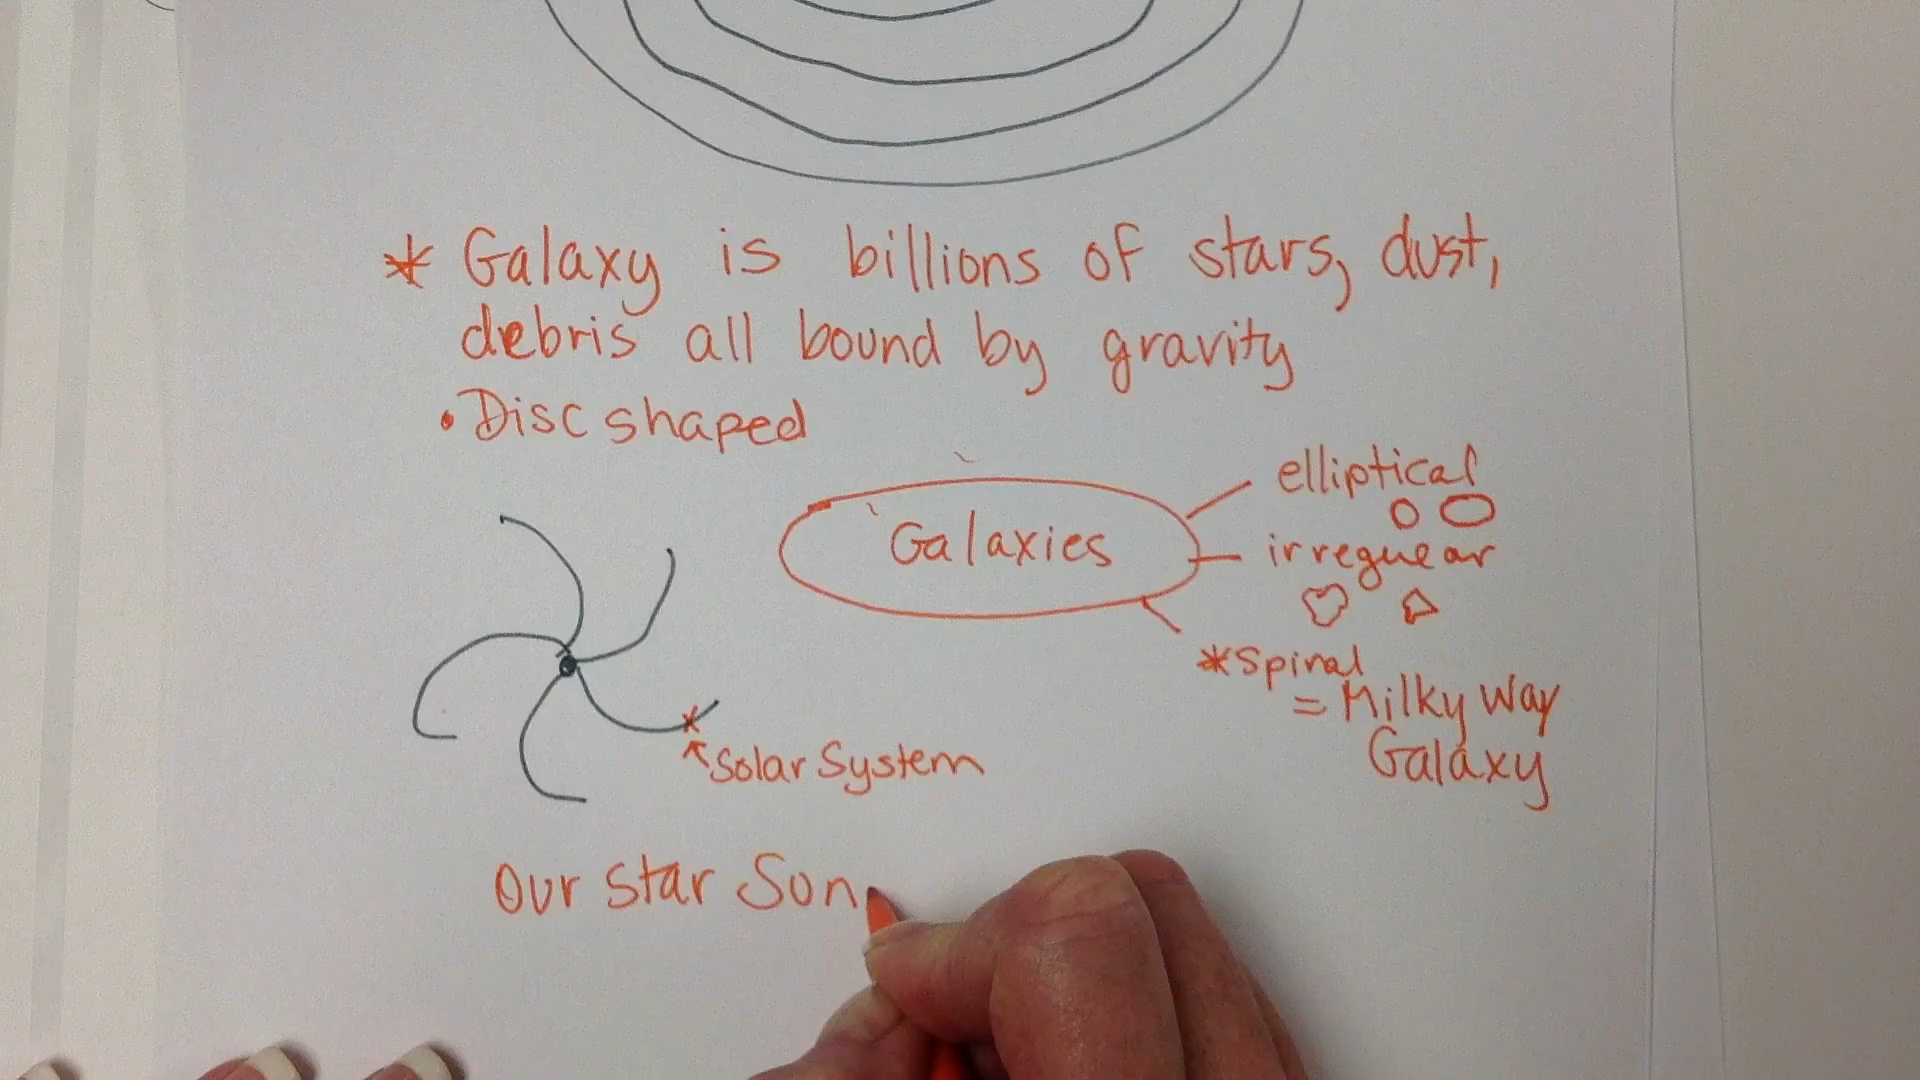 * Galaxy is billions of stars, dust,
debris all bound by gravity
• Disc shaped
Galaxies
elliptical
irreguear
*Spiral
= Milky Way
Galaxy
Solar System
Our star Sun